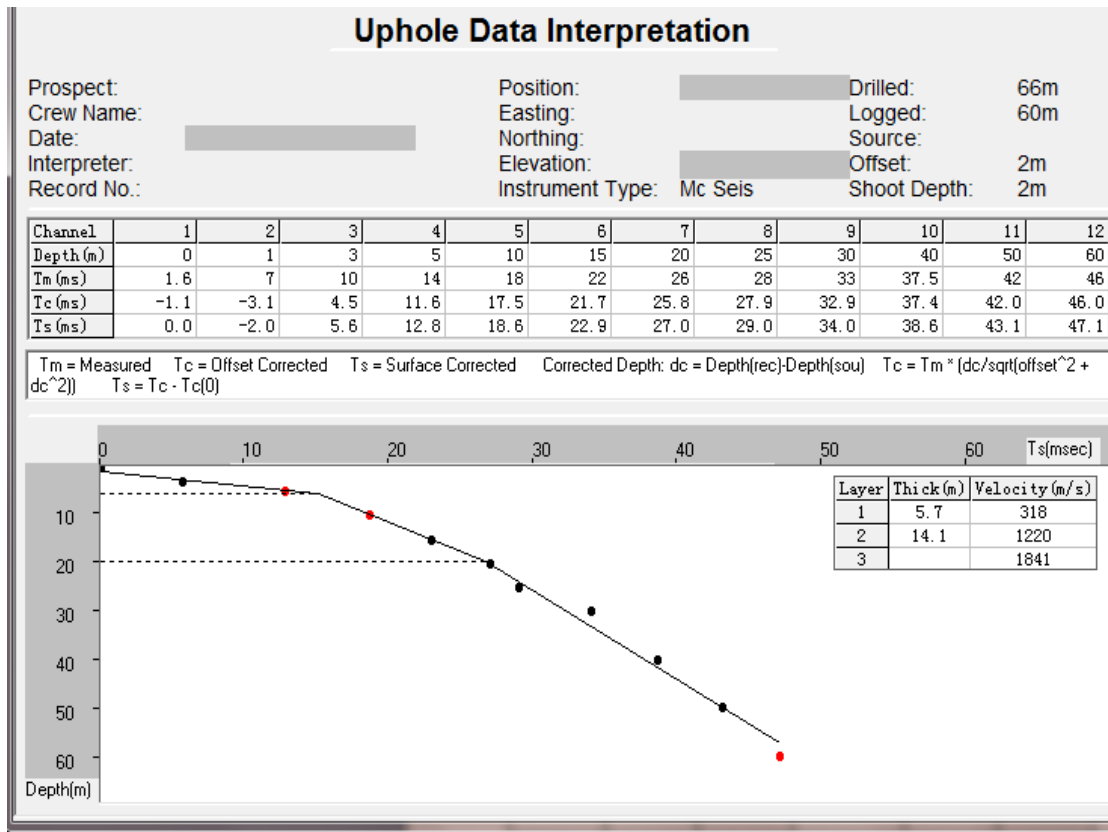 Uphole Data Interpretation
Prospect: Position: Drilled: 66m
Crew Name: Easting: Logged: 60m
Date: Northing: Source:
Interpreter: Elevation: Offset: 2m
Record No.: Instrument Type: Mc Seis Shoot Depth: 2m
Channel 1 2 3 4 5 6 7 8 9 10 11 12
Depth(m) 0 1 3 5 10 15 20 25 30 40 50 60
Tm(ms) 1.6 7 10 14 18 22 26 28 33 37.5 42 46
Tc(ms) -1.1 -3.1 4.5 11.6 17.5 21.7 25.8 27.9 32.9 37.4 42.0 46.0
Ts(ms) 0.0 -2.0 5.6 12.8 18.6 22.9 27.0 29.0 34.0 38.6 43.1 47.1
Tm = Measured Tc = Offset Corrected Ts = Surface Corrected Corrected Depth: dc = Depth(rec)-Depth(sou) Tc = Tm * (dc/sqrt(offset^2 +
dc^2)) Ts = Tc - Tc(0)
0 10 20 30 40 50 60 Ts(msec)
Layer Thick(m) Velocity(m/s)
1 5.7 318
2 14.1 1220
3 1841
10
20
30
40
50
60
Depth(m)